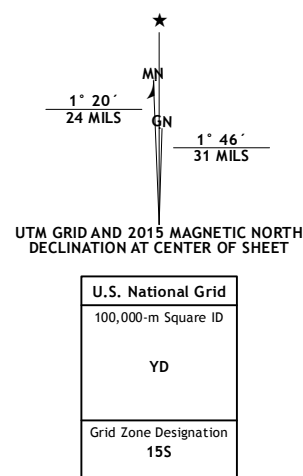 MN
1° 20´
24 MILS
GN
1° 46´
31 MILS
UTM GRID AND 2015 MAGNETIC NORTH
DECLINATION AT CENTER OF SHEET
U.S. National Grid
100,000-m Square ID
YD
Grid Zone Designation
15S